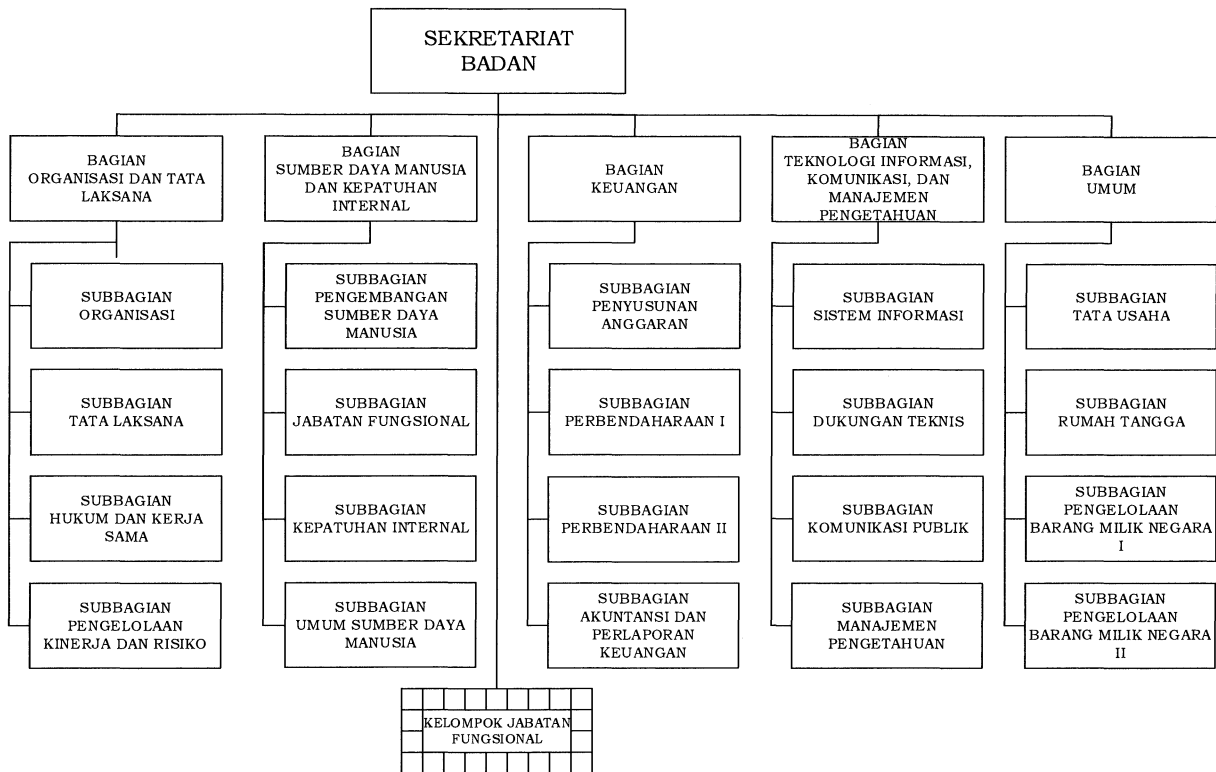 SEKRETARIAT
BADAN
BAGIAN
ORGANISASI DAN TATA
LAKSANA
BAGIAN
SUMBER DAYA MANUSIA
DAN KEPATUHAN
INTERNAL
BAGIAN
KEUANGAN
BAGIAN
TEKNOLOGI INFORMASI,
KOMUNIKASI, DAN
MANAJEMEN
PENGETAHUAN
BAGIAN
UMUM
SUBBAGIAN
ORGANISASI
SUBBAGIAN
PENGEMBANGAN
SUMBER DAYA
MANUSIA
SUBBAGIAN
PENYUSUNAN
ANGGARAN
SUBBAGIAN
SISTEM INFORMASI
SUBBAGIAN
TATA USAHA
SUBBAGIAN
TATA LAKSANA
SUBBAGIAN
JABATAN FUNGSIONAL
SUBBAGIAN
PERBENDAHARAAN I
SUBBAGIAN
DUKUNGAN TEKNIS
SUBBAGIAN
RUMAH TANGGA
SUBBAGIAN
HUKUM DAN KERJA
SAMA
SUBBAGIAN
KEPATUHAN INTERNAL
SUBBAGIAN
PERBENDAHARAAN II
SUBBAGIAN
KOMUNIKASI PUBLIK
SUBBAGIAN
PENGELOLAAN
BARANG MILIK NEGARA
I
SUBBAGIAN
PENGELOLAAN
KINERJA DAN RISIKO
SUBBAGIAN
UMUM SUMBER DAYA
MANUSIA
SUBBAGIAN
AKUNTANSI DAN
PERLAPORAN
KEUANGAN
SUBBAGIAN
MANAJEMEN
PENGETAHUAN
SUBBAGIAN
PENGELOLAAN
BARANG MILIK NEGARA
II
KELOMPOK JABATAN
FUNGSIONAL